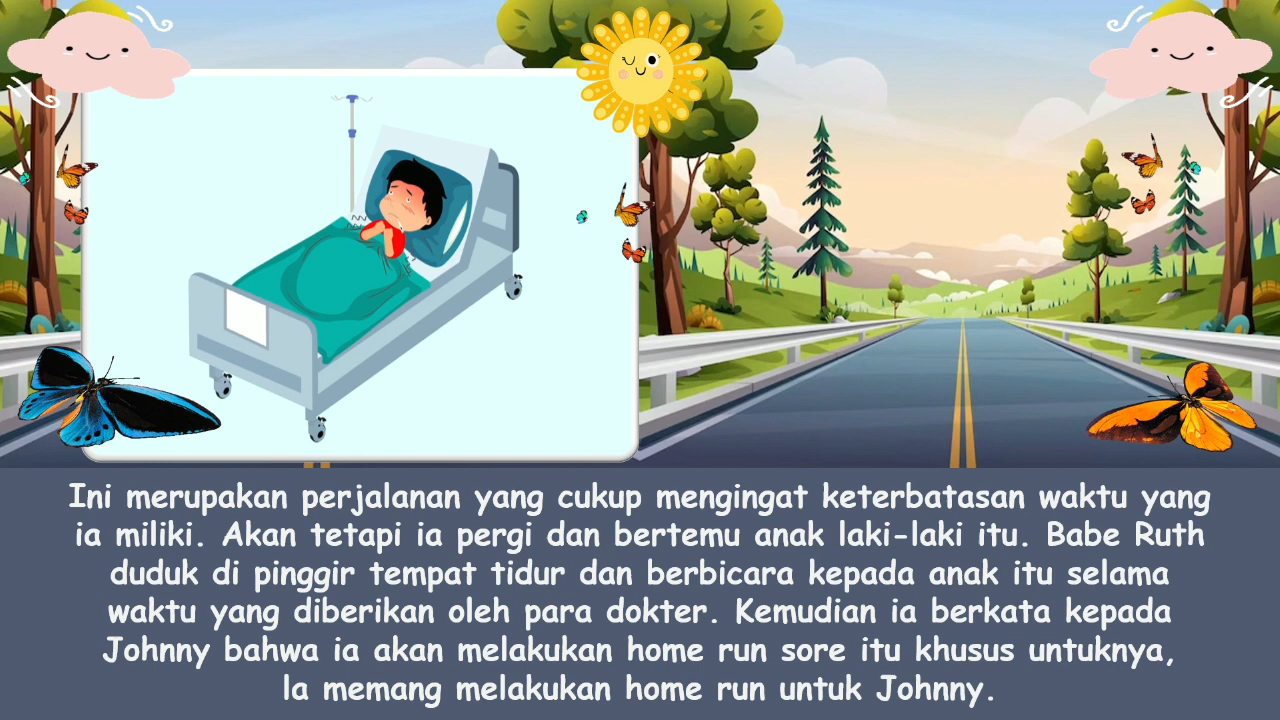 Ini merupakan perjalanan yang cukup mengingat keterbatasan waktu yang
ia miliki. Akan tetapi ia pergi dan bertemu anak laki-laki itu. Babe Ruth
duduk di pinggir tempat tidur dan berbicara kepada anak itu selama
waktu yang diberikan oleh para dokter. Kemudian ia berkata kepada
Johnny bahwa ia akan melakukan home run sore itu khusus untuknya,
la memang melakukan home run untuk Johnny.